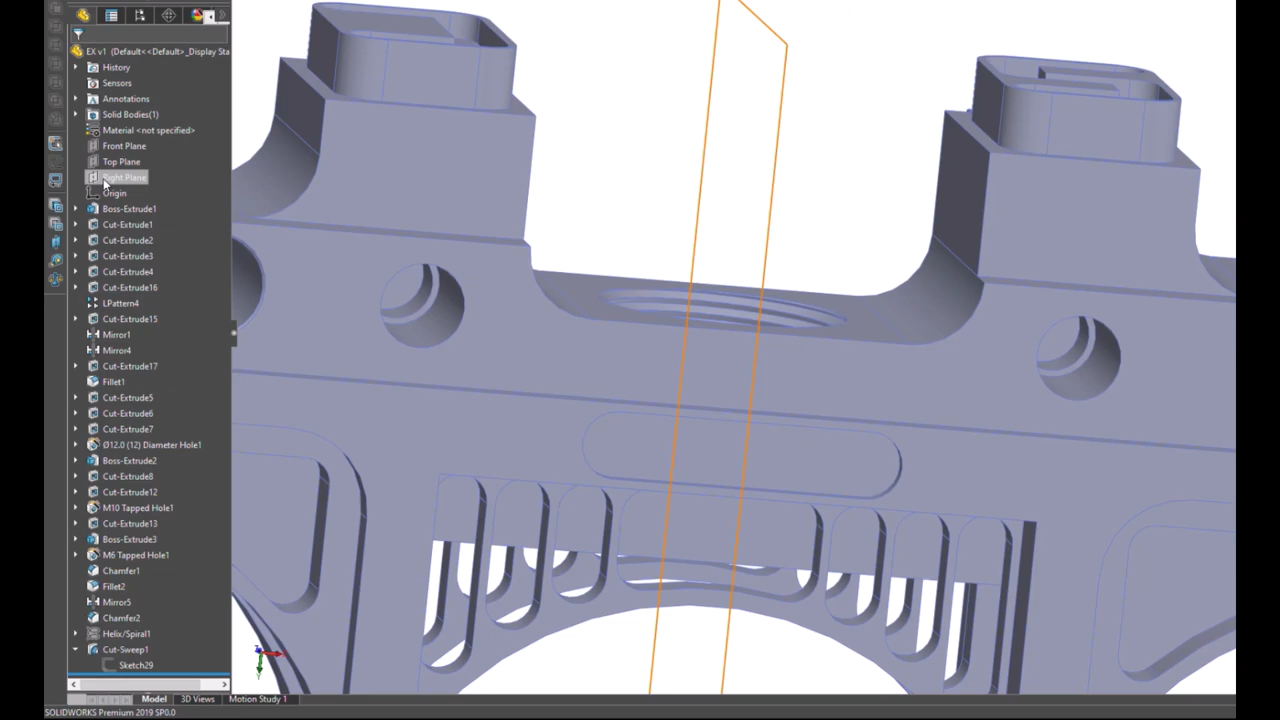 EX v1 (Default<<Default>_Display Sta
History
Sensors
Annotations
Solid Bodies(1)
Material <not specified>
Front Plane
Top Plane
Right Plane
Origin
Boss-Extrude1
Cut-Extrude1
Cut-Extrude2
Cut-Extrude3
Cut-Extrude4
Cut-Extrude16
LPattern4
Cut-Extrude15
Mirror1
Mirror4
Cut-Extrude17
Fillet1
Cut-Extrude5
Cut-Extrude6
Cut-Extrude7
Ø12.0 (12) Diameter Hole1
Boss-Extrude2
Cut-Extrude8
Cut-Extrude12
M10 Tapped Hole1
Cut-Extrude13
Boss-Extrude3
M6 Tapped Hole1
Chamfer1
Fillet2
Mirror5
Chamfer2
Helix/Spiral1
Cut-Sweep1
Sketch29
Model 3D Views Motion Study 1
SOLIDWORKS Premium 2019 SP0.0